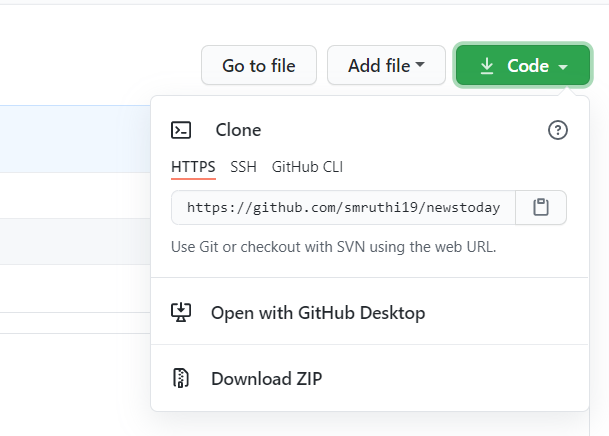 Go to file Add file Code
Clone
HTTPS SSH GitHub CLI
https://github.com/smruthi19/newstoday
Use Git or checkout with SVN using the web URL.
Open with GitHub Desktop
Download ZIP